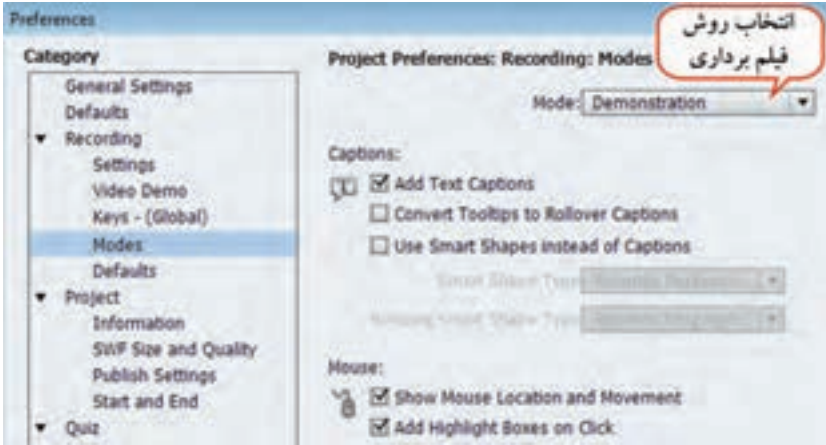 Preferences
انتخاب روش
فیلم برداری
Category
General Settings
Defaults
Recording
Settings
Video Demo
Keys - (Global)
Modes
Defaults
Project
Information
SWF Size and Quality
Publish Settings
Start and End
Quiz
Project Preferences: Recording: Modes
Mode: Demonstration
Captions:
Add Text Captions
Convert Tooltips to Rollover Captions
Use Smart Shapes instead of Captions
Smart Shape Type:
Mouse:
Show Mouse Location and Movement
Add Highlight Boxes on Click